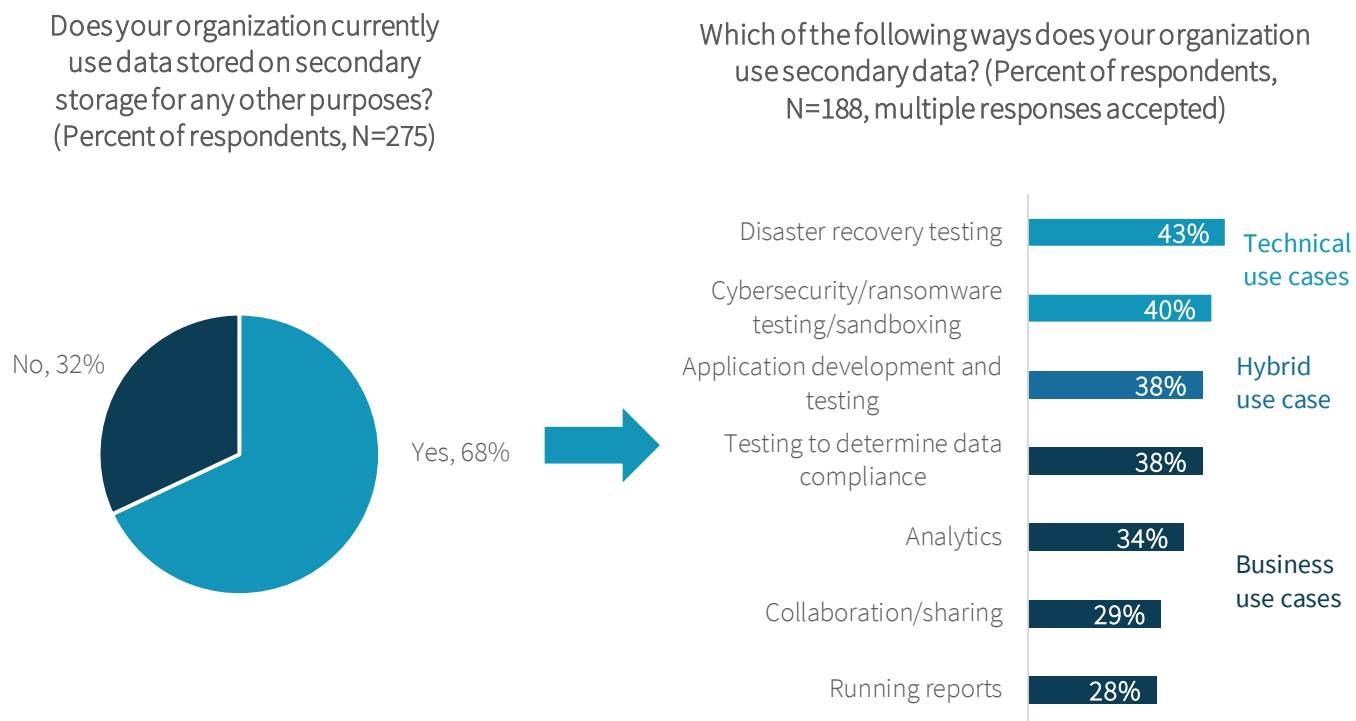 Does your organization currently
use data stored on secondary
storage for any other purposes?
(Percent of respondents, N=275)
No, 32%
Yes, 68%
Which of the following ways does your organization
use secondary data? (Percent of respondents,
N=188, multiple responses accepted)
Disaster recovery testing
43%
Technical
use cases
Cybersecurity/ransomware
testing/sandboxing
40%
Application development and
testing
38%
Hybrid
use case
Testing to determine data
compliance
38%
Analytics
34%
Business
use cases
Collaboration/sharing
29%
Running reports
28%